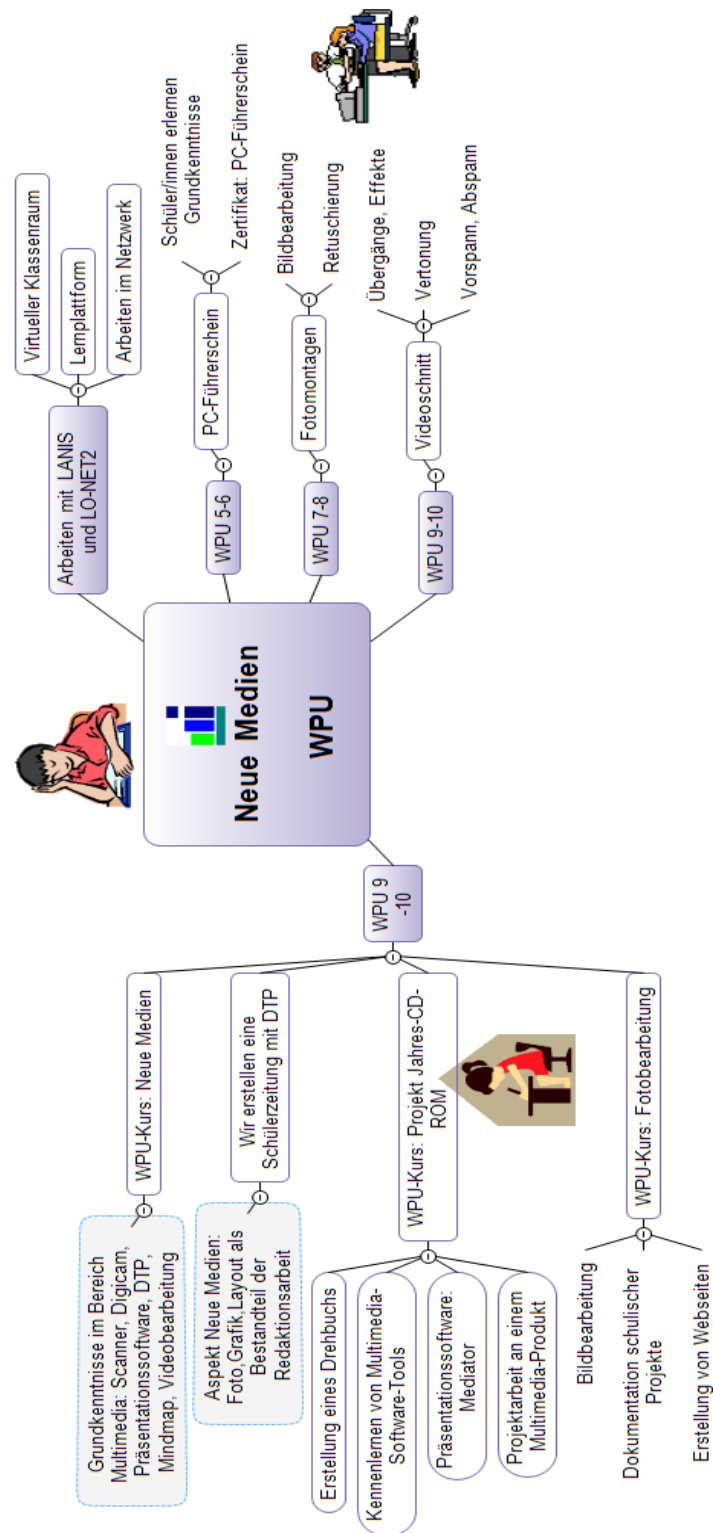 Neue Medien
WPU
Arbeiten mit LANIS
und LO-NET2
Virtueller Klassenraum
Lernplattform
Arbeiten im Netzwerk
WPU 5-6
PC-Führerschein
Schüler/innen erlernen
Grundkenntnisse
Zertifikat: PC-Führerschein
WPU 7-8
Fotomontagen
Bildbearbeitung
Retuschierung
WPU 9-10
Videoschnitt
Übergänge, Effekte
Vertonung
Vorspann, Abspann
WPU 9
-10
WPU-Kurs: Neue Medien
Grundkenntnisse im Bereich
Multimedia: Scanner, Digicam,
Präsentationssoftware, DTP,
Mindmap, Videobearbeitung
Wir erstellen eine
Schülerzeitung mit DTP
Aspekt Neue Medien:
Foto,Grafik,Layout als
Bestandteil der
Redaktionsarbeit
WPU-Kurs: Projekt Jahres-CD-
ROM
Erstellung eines Drehbuchs
Kennenlernen von Multimedia-
Software-Tools
Präsentationssoftware:
Mediator
Projektarbeit an einem
Multimedia-Produkt
WPU-Kurs: Fotobearbeitung
Bildbearbeitung
Dokumentation schulischer
Projekte
Erstellung von Webseiten